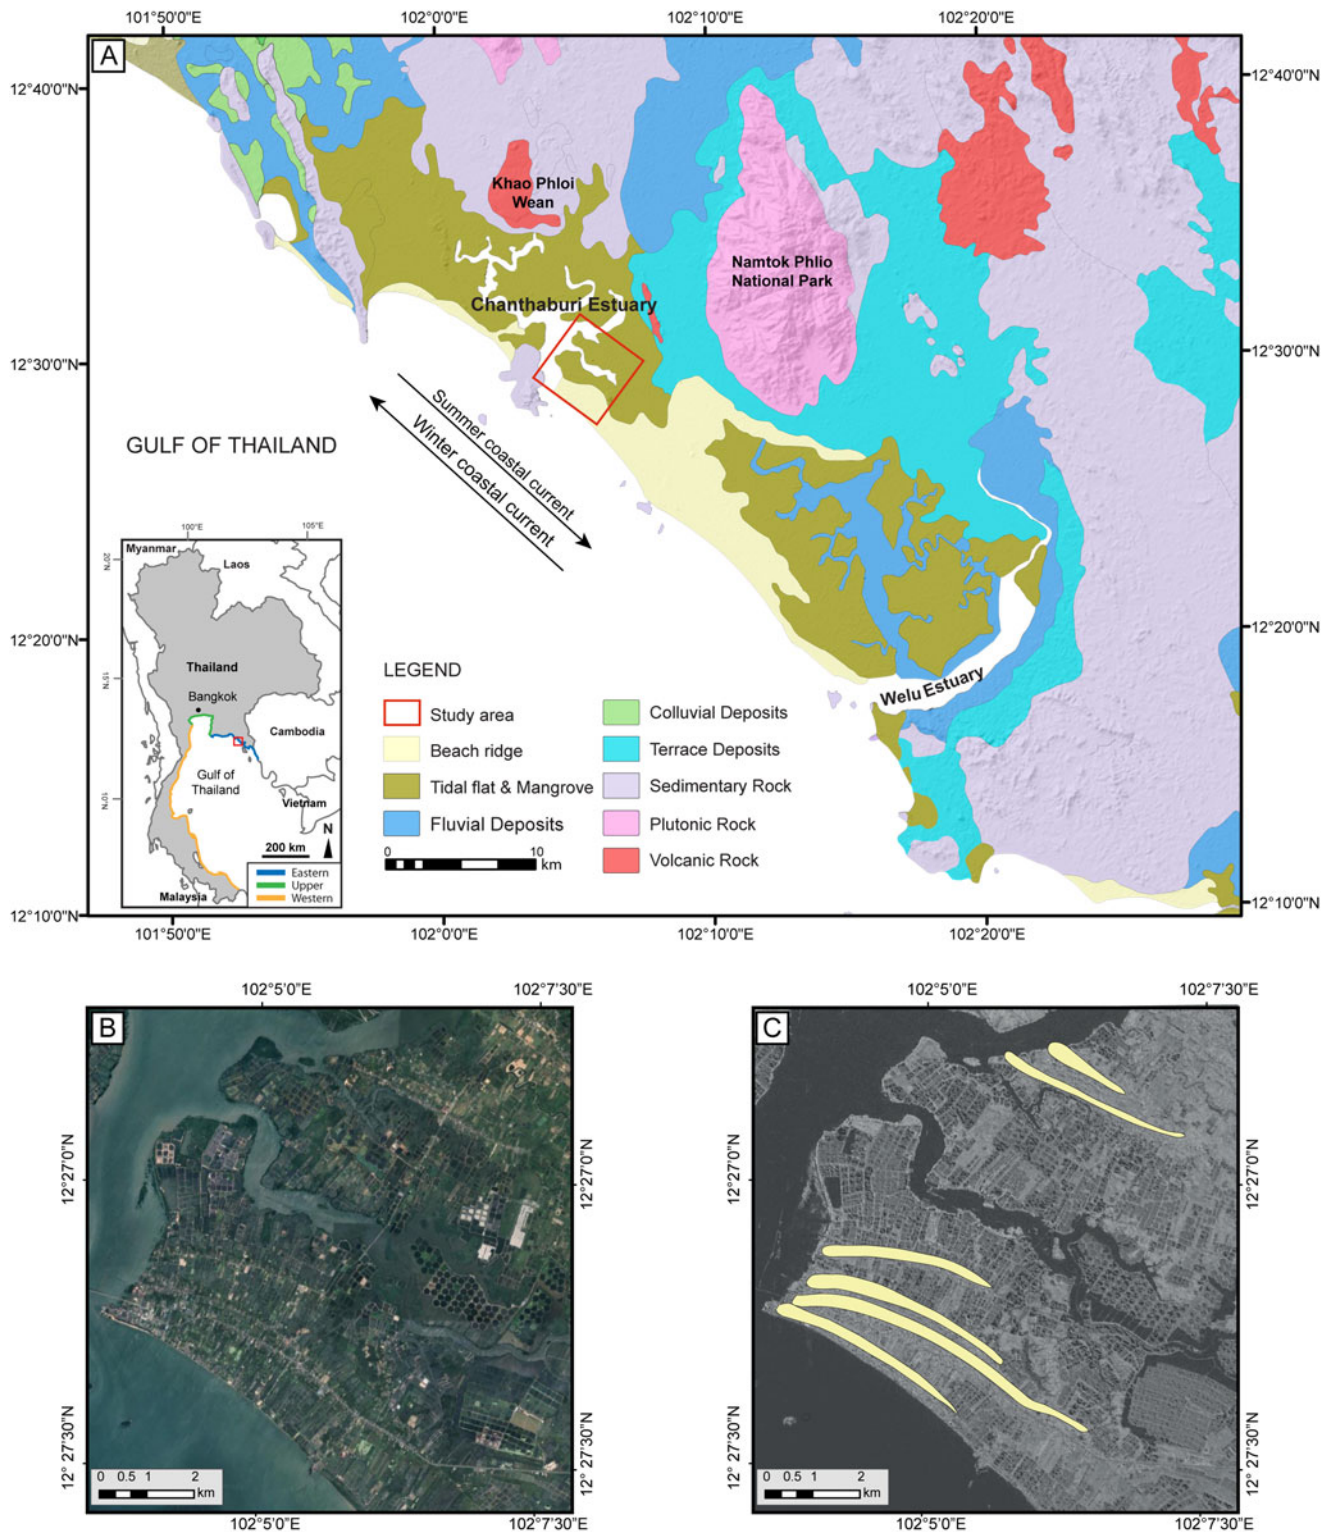 101°50'0"E
102°0'0"E
102°10'0"E
102°20'0"E
A
12°40'0"N
12°40'0"N
Khao Phloi
Wean
Namtok Phlio
National Park
Chanthaburi Estuary
12°30'0"N
12°30'0"N
Summer coastal current
Winter coastal current
GULF OF THAILAND
100°E
105°E
Myanmar
Laos
20°N
Thailand
15°N
Bangkok
Cambodia
Gulf of
Thailand
10°N
Vietnam
N
200 km
Eastern
Upper
Western
Malaysia
12°20'0"N
12°20'0"N
Welu Estuary
LEGEND
Study area
Beach ridge
Tidal flat & Mangrove
Fluvial Deposits
0
10
km
Colluvial Deposits
Terrace Deposits
Sedimentary Rock
Plutonic Rock
Volcanic Rock
12°10'0"N
12°10'0"N
101°50'0"E
102°0'0"E
102°10'0"E
102°20'0"E
102°5'0"E
102°7'30"E
B
12°27'0"N
12°27'0"N
12° 27'30"N
12° 27'30"N
0 0.5 1 2
km
102°5'0"E
102°7'30"E
102°5'0"E
102°7'30"E
C
12°27'0"N
12°27'0"N
12° 27'30"N
12° 27'30"N
0 0.5 1 2
km
102°5'0"E
102°7'30"E